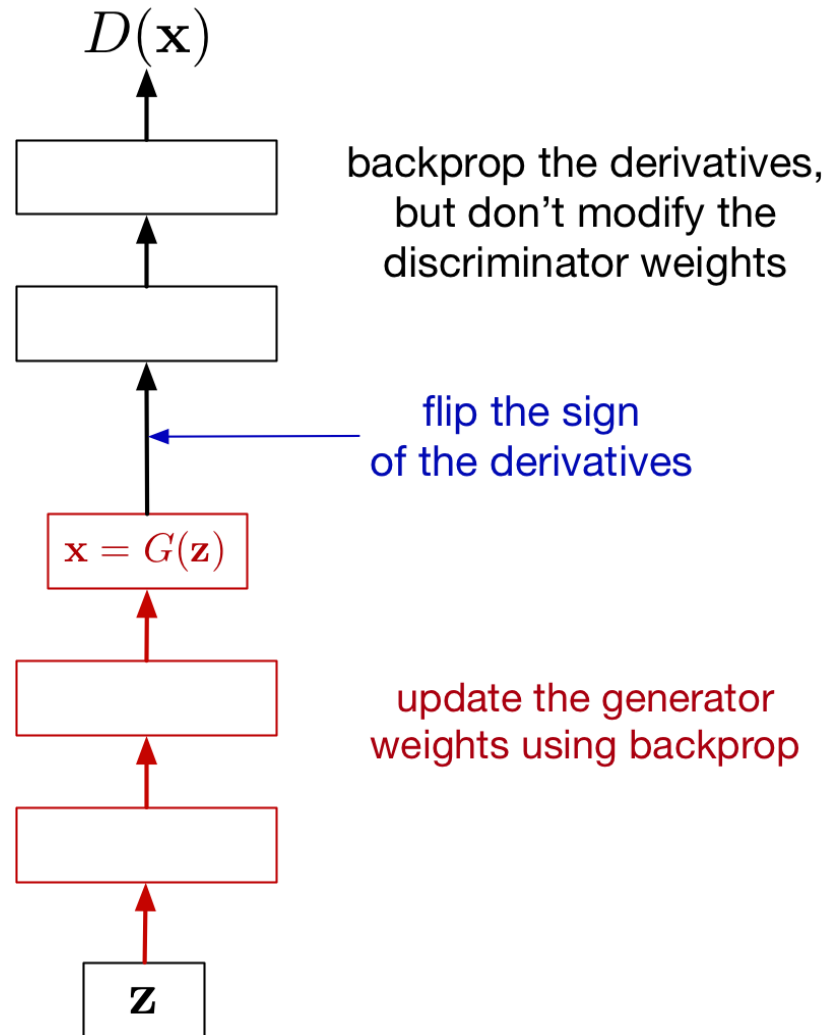 D(x)
backprop the derivatives,
but don’t modify the
discriminator weights
flip the sign
of the derivatives
x = G(z)
update the generator
weights using backprop
z